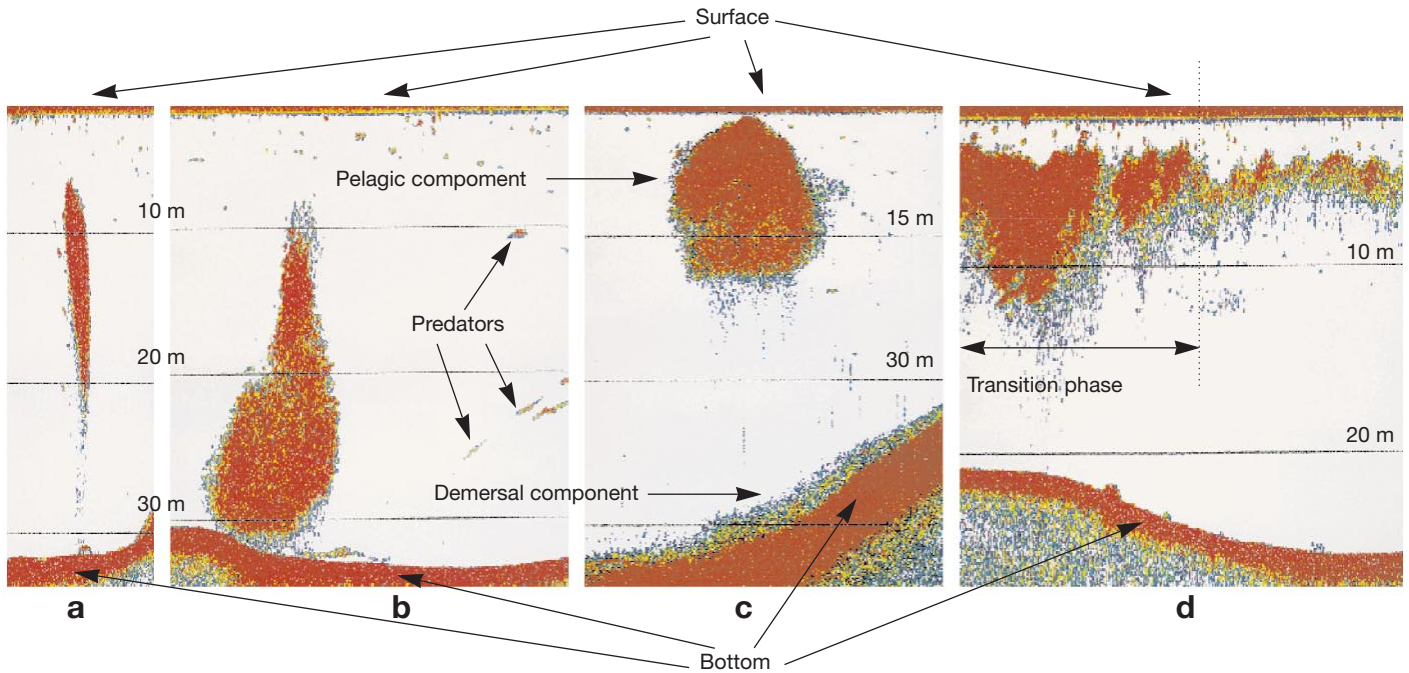 Surface
Pelagic compoment
10 m
15 m
10 m
Predators
20 m
30 m
Transition phase
20 m
Demersal component
30 m
a
b
c
d
Bottom